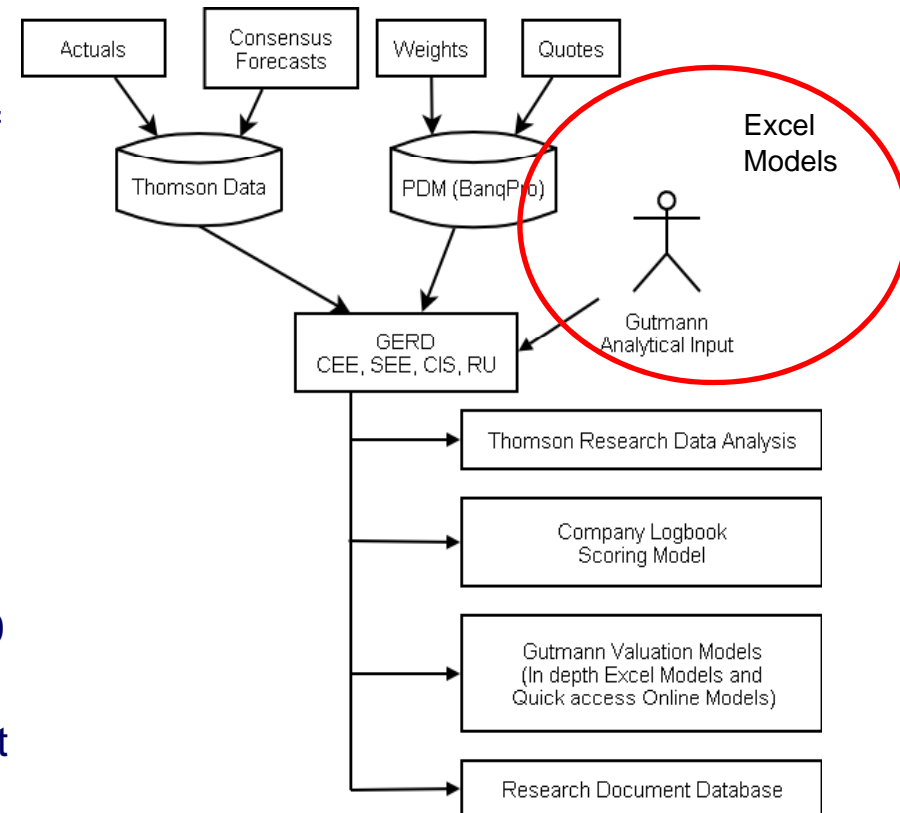 Actuals
Consensus
Forecasts
Weights
Quotes
Excel
Models
Thomson Data
PDM (BanqPro)
Gutmann
Analytical Input
GERD
CEE, SEE, CIS, RU
Thomson Research Data Analysis
Company Logbook
Scoring Model
Gutmann Valuation Models
(In depth Excel Models and
Quick access Online Models)
)
t
Research Document Database